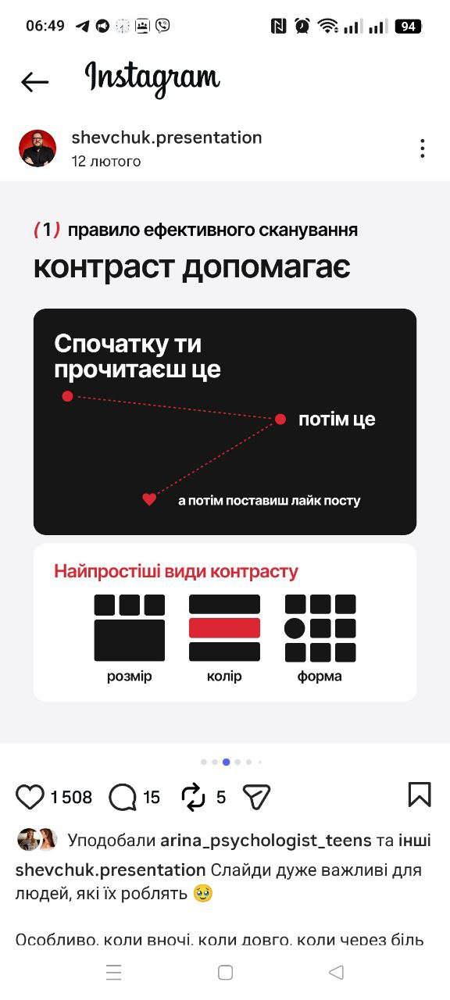 06:49
94
Instagram
shevchuk.presentation
12 лютого
(1) правило ефективного сканування
контраст допомагає
Спочатку ти
прочитаєш це
потім це
а потім поставиш лайк посту
Найпростіші види контрасту
розмір
колір
форма
1 508
15
5
Уподобали arina_psychologist_teens та інші
shevchuk.presentation Слайди дуже важливі для
людей, які їх роблять 🥹
Особливо, коли вночі, коли довго, коли через біль